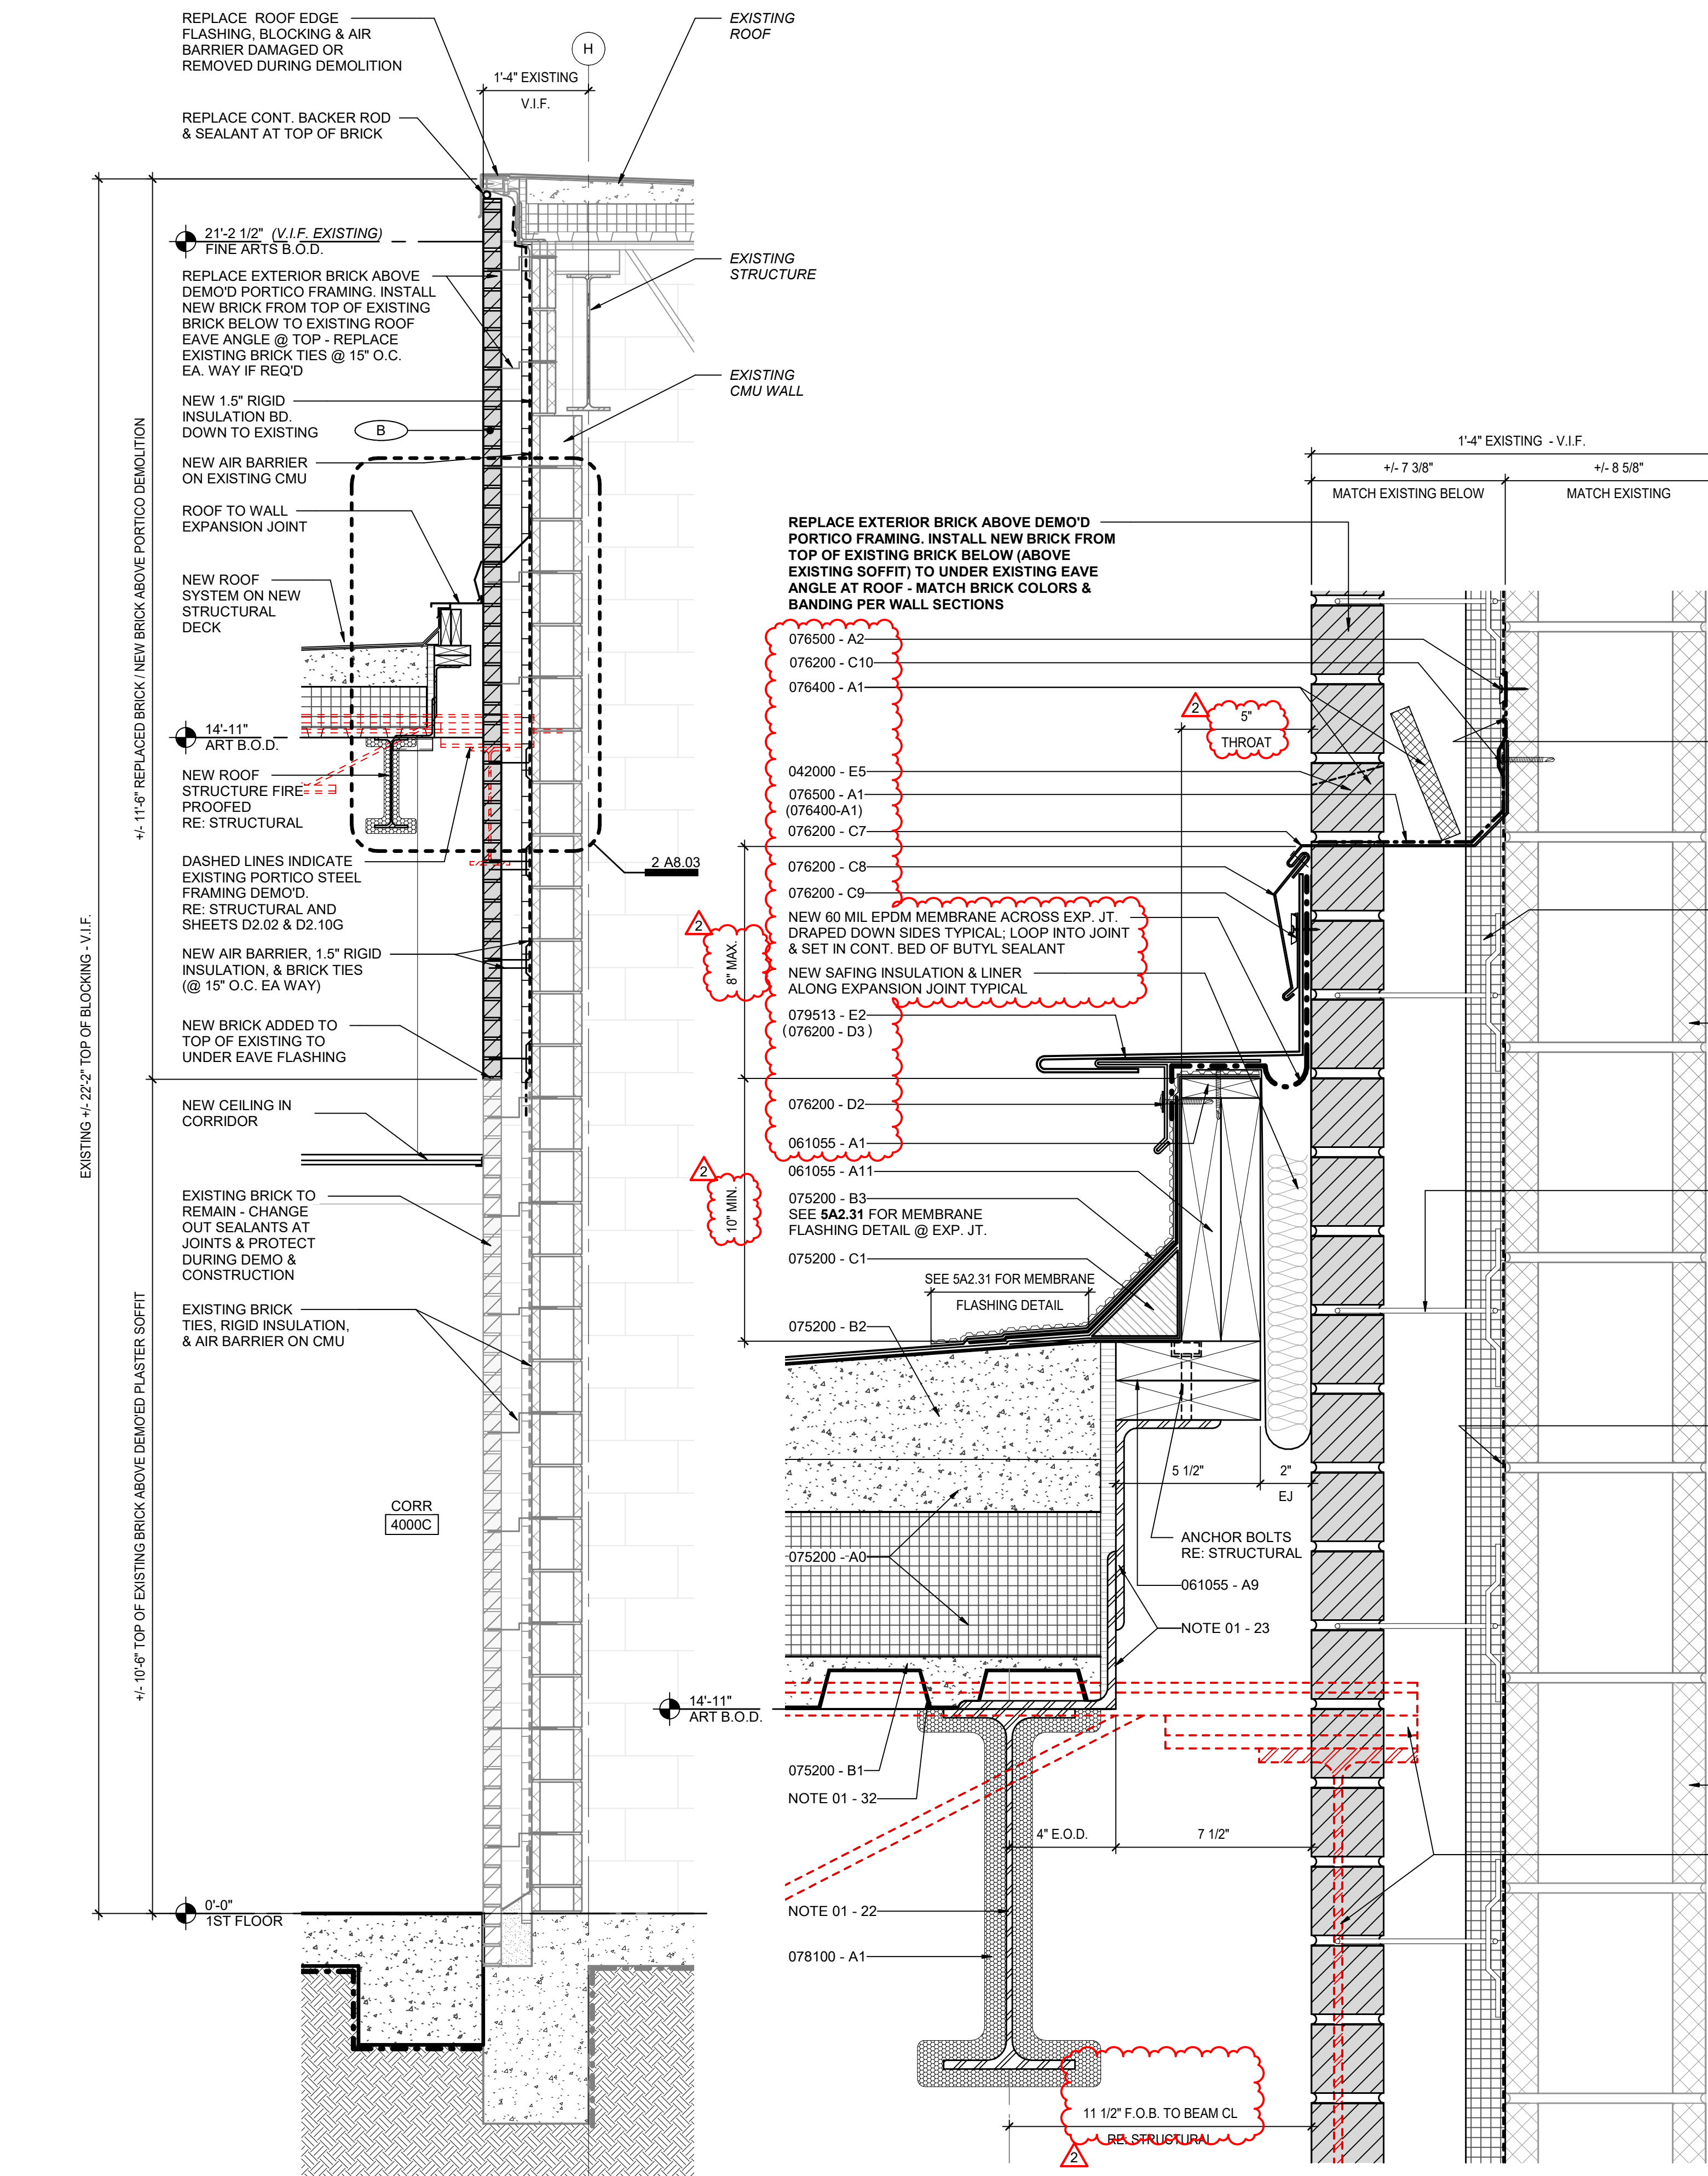 REPLACE ROOF EDGE
FLASHING, BLOCKING & AIR
BARRIER DAMAGED OR
REMOVED DURING DEMOLITION
EXISTING
ROOF
H
1'-4" EXISTING
V.I.F.
REPLACE CONT. BACKER ROD
& SEALANT AT TOP OF BRICK
21'-2 1/2" (V.I.F. EXISTING)
FINE ARTS B.O.D.
REPLACE EXTERIOR BRICK ABOVE
DEMO'D PORTICO FRAMING. INSTALL
NEW BRICK FROM TOP OF EXISTING
BRICK BELOW TO EXISTING ROOF
EAVE ANGLE @ TOP - REPLACE
EXISTING BRICK TIES @ 15" O.C.
EA. WAY IF REQ'D
EXISTING
STRUCTURE
EXISTING
CMU WALL
NEW 1.5" RIGID
INSULATION BD.
DOWN TO EXISTING
B
NEW AIR BARRIER
ON EXISTING CMU
ROOF TO WALL
EXPANSION JOINT
NEW ROOF
SYSTEM ON NEW
STRUCTURAL
DECK
14'-11"
ART B.O.D.
NEW ROOF
STRUCTURE FIRE
PROOFED
RE: STRUCTURAL
DASHED LINES INDICATE
EXISTING PORTICO STEEL
FRAMING DEMO'D.
RE: STRUCTURAL AND
SHEETS D2.02 & D2.10G
2 A8.03
NEW AIR BARRIER, 1.5" RIGID
INSULATION, & BRICK TIES
(@ 15" O.C. EA WAY)
NEW BRICK ADDED TO
TOP OF EXISTING TO
UNDER EAVE FLASHING
NEW CEILING IN
CORRIDOR
EXISTING BRICK TO
REMAIN - CHANGE
OUT SEALANTS AT
JOINTS & PROTECT
DURING DEMO &
CONSTRUCTION
EXISTING BRICK
TIES, RIGID INSULATION,
& AIR BARRIER ON CMU
CORR
4000C
0'-0"
1ST FLOOR
EXISTING +/- 22'-2" TOP OF BLOCKING - V.I.F.
+/- 11'-6" REPLACED BRICK / NEW BRICK ABOVE PORTICO DEMOLITION
+/- 10'-6" TOP OF EXISTING BRICK ABOVE DEMO'ED PLASTER SOFFIT
1'-4" EXISTING - V.I.F.
+/- 7 3/8"
+/- 8 5/8"
MATCH EXISTING BELOW
MATCH EXISTING
REPLACE EXTERIOR BRICK ABOVE DEMO'D
PORTICO FRAMING. INSTALL NEW BRICK FROM
TOP OF EXISTING BRICK BELOW (ABOVE
EXISTING SOFFIT) TO UNDER EXISTING EAVE
ANGLE AT ROOF - MATCH BRICK COLORS &
BANDING PER WALL SECTIONS
076500 - A2
076200 - C10
076400 - A1
2
5"
THROAT
042000 - E5
076500 - A1
(076400-A1)
076200 - C7
076200 - C8
076200 - C9
2
8" MAX.
NEW 60 MIL EPDM MEMBRANE ACROSS EXP. JT.
DRAPED DOWN SIDES TYPICAL; LOOP INTO JOINT
& SET IN CONT. BED OF BUTYL SEALANT
NEW SAFING INSULATION & LINER
ALONG EXPANSION JOINT TYPICAL
079513 - E2
(076200 - D3 )
076200 - D2
061055 - A1
2
10" MIN.
061055 - A11
075200 - B3
SEE 5A2.31 FOR MEMBRANE
FLASHING DETAIL @ EXP. JT.
075200 - C1
SEE 5A2.31 FOR MEMBRANE
FLASHING DETAIL
075200 - B2
5 1/2"
2"
EJ
ANCHOR BOLTS
RE: STRUCTURAL
075200 - A0
061055 - A9
NOTE 01 - 23
14'-11"
ART B.O.D.
075200 - B1
NOTE 01 - 32
4" E.O.D.
7 1/2"
NOTE 01 - 22
078100 - A1
11 1/2" F.O.B. TO BEAM CL
RE: STRUCTURAL
2